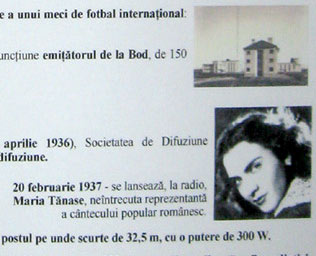 e a unui meci de fotbal internațional:
uncțiune emițătorul de la Bod, de 150
aprilie 1936), Societatea de Difuziune
difuziune.
20 februarie 1937 - se lansează, la radio,
Maria Tănase, neîntrecuta reprezentantă
a cântecului popular românesc.
postul pe unde scurte de 32,5 m, cu o putere de 300 W.